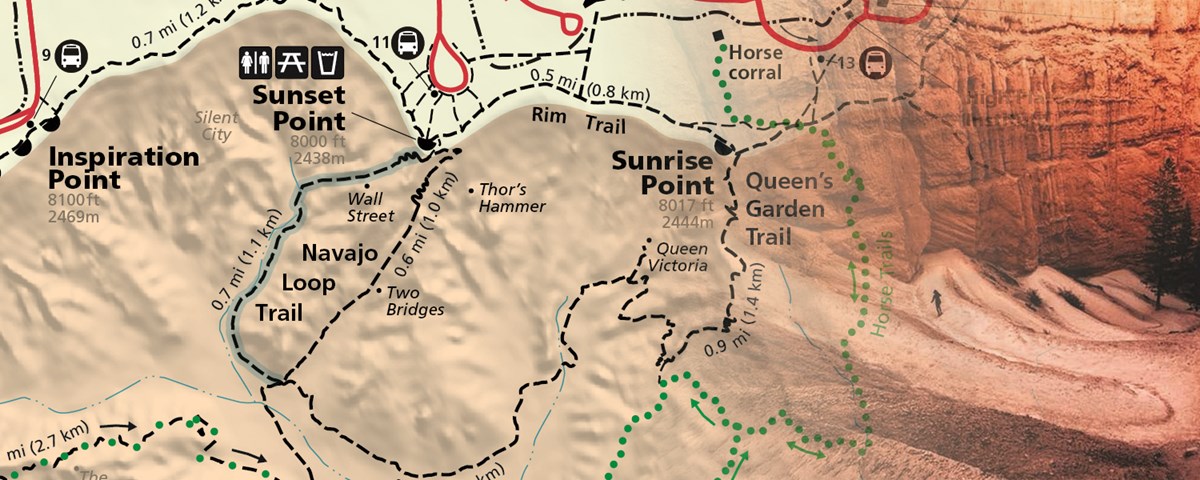 0.7 mi (1.2 k
9
11
Silent
City
Sunset
Point
8000 ft
2438m
Inspiration
Point
8100ft
2469m
0.5 mi (0.8 km)
Rim Trail
Horse
corral
13
Sunrise
Point
8017 ft
2444m
Queen's
Garden
Trail
Wall
Street
Thor's
Hammer
0.6 mi (1.0 km)
0.7 mi (1.1 km)
Navajo
Loop
Trail
Two
Bridges
Queen
Victoria
0.9 mi (1.4 km)
Horse Trails
mi (2.7 km)
The
km)